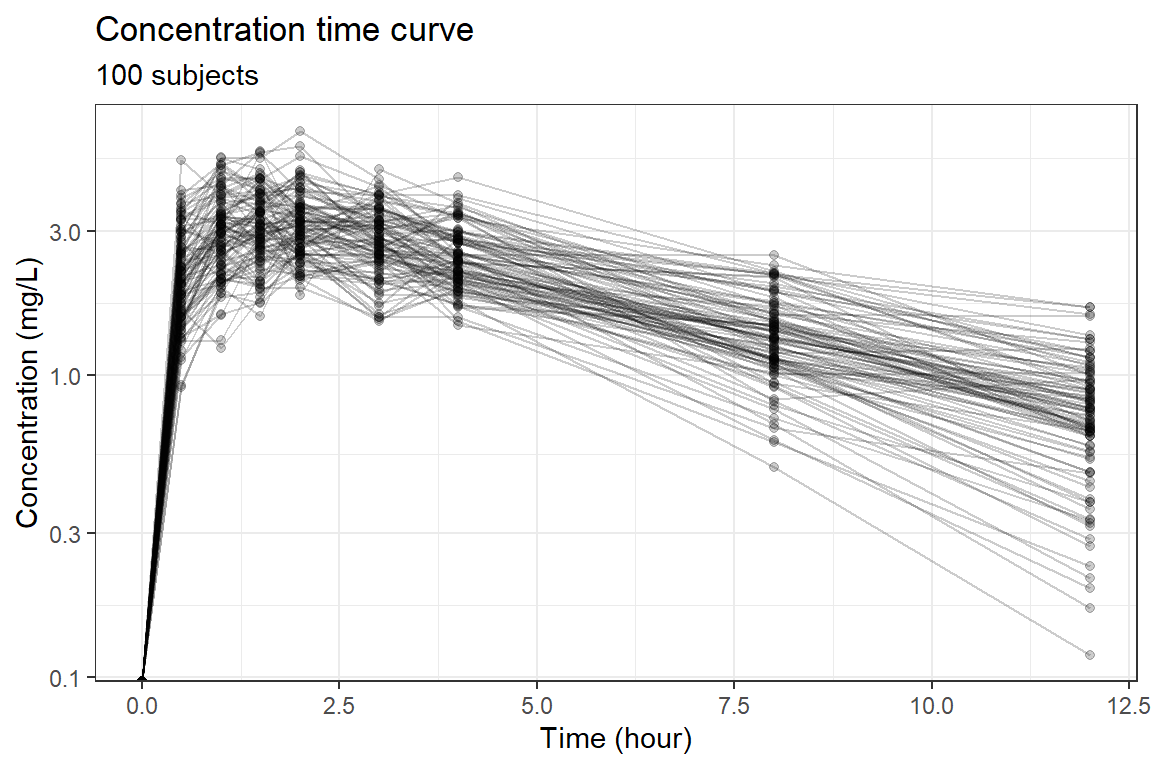 Concentration time curve
100 subjects
Concentration (mg/L)
3.0
1.0
0.3
0.1
0.0 2.5 5.0 7.5 10.0 12.5
Time (hour)